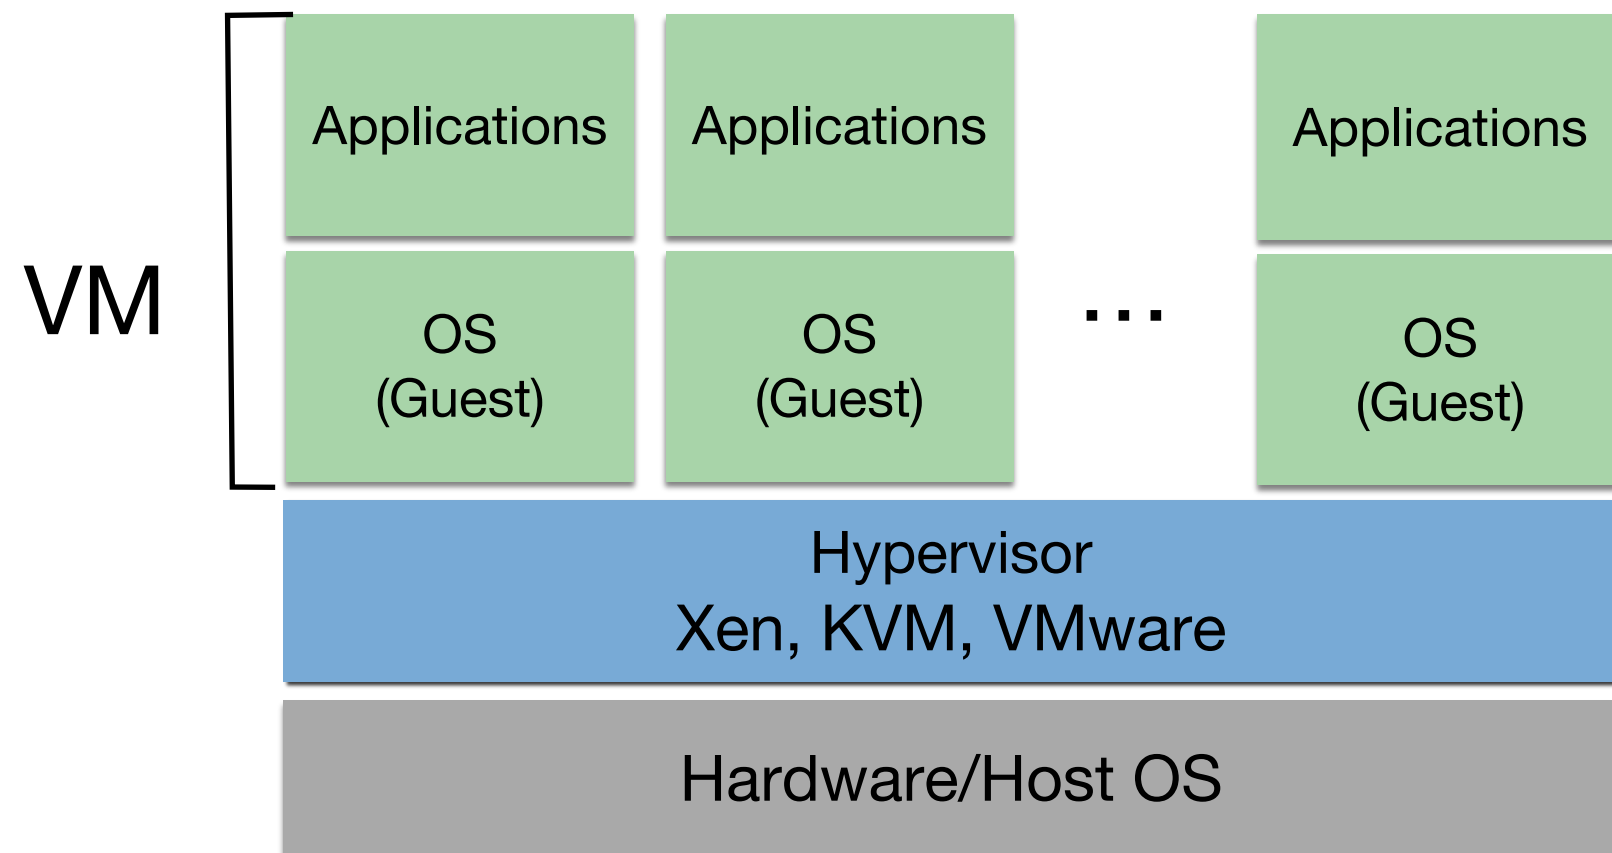 VM
Applications
Applications
Applications
OS
(Guest)
OS
(Guest)
...
OS
(Guest)
Hypervisor
Xen, KVM, VMware
Hardware/Host OS